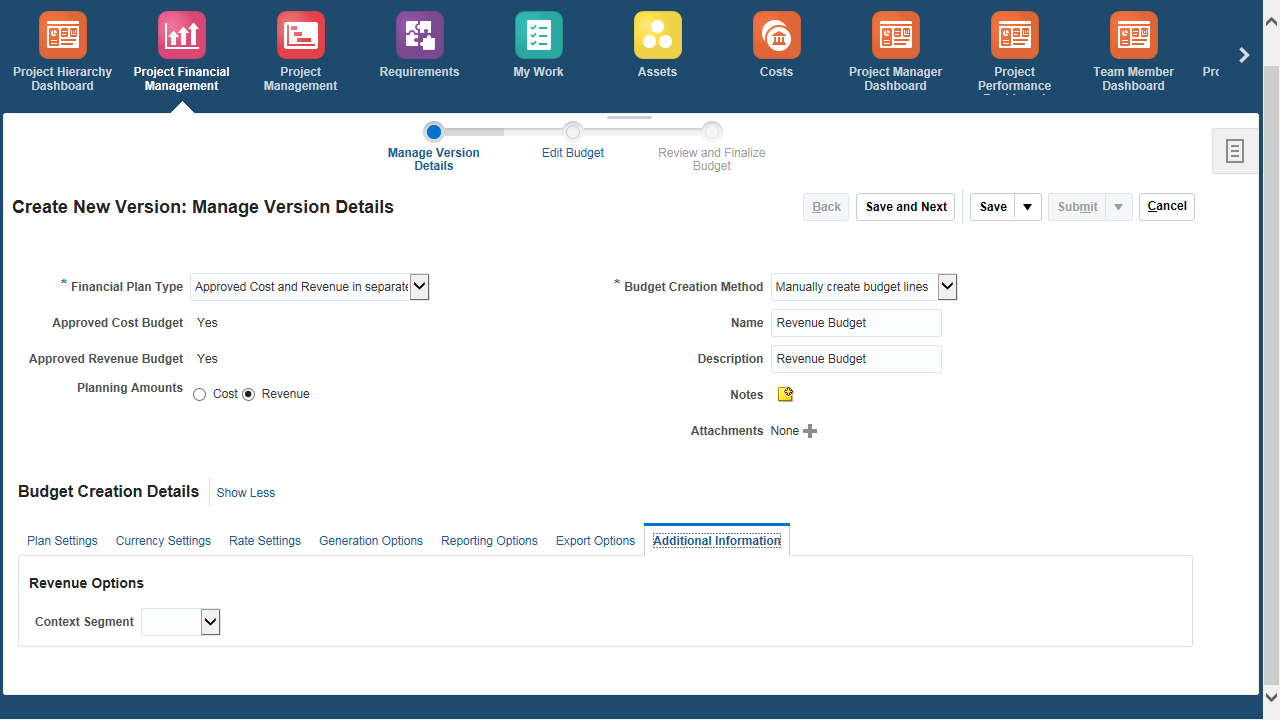 Project Hierarchy
Dashboard
Project Financial
Management
Project
Management
Requirements
My Work
Assets
Costs
Project Manager
Dashboard
Project
Performance
Team Member
Dashboard
Manage Version
Details
Edit Budget
Review and Finalize
Budget
Create New Version: Manage Version Details
Back
Save and Next
Save
Submit
Cancel
* Financial Plan Type Approved Cost and Revenue in separate
Approved Cost Budget Yes
Approved Revenue Budget Yes
Planning Amounts Cost Revenue
* Budget Creation Method Manually create budget lines
Name Revenue Budget
Description Revenue Budget
Notes
Attachments None
Budget Creation Details Show Less
Plan Settings Currency Settings Rate Settings Generation Options Reporting Options Export Options Additional Information
Revenue Options
Context Segment